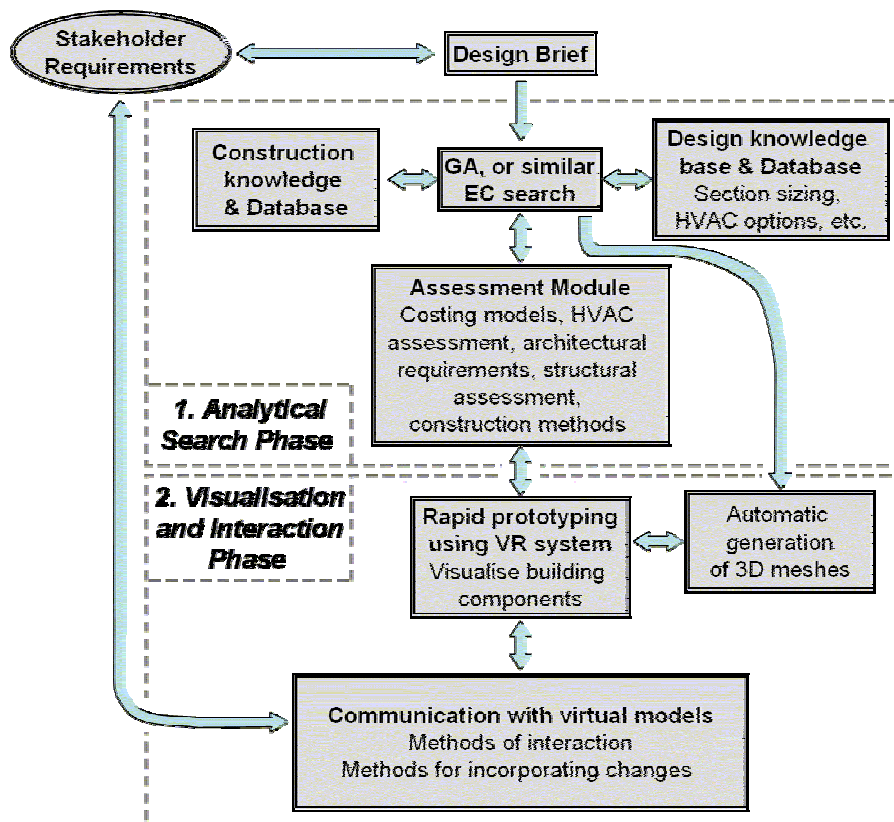 Stakeholder
Requirements
Design Brief
Construction
knowledge
& Database
GA, or similar
EC search
Design knowledge
base & Database
Section sizing,
HVAC options, etc.
Assessment Module
Costing models, HVAC
assessment, architectural
requirements, structural
assessment,
construction methods
1. Analytical
Search Phase
2. Visualisation
and Interaction
Phase
Rapid prototyping
using VR system
Visualise building
components
Automatic
generation
of 3D meshes
Communication with virtual models
Methods of interaction
Methods for incorporating changes